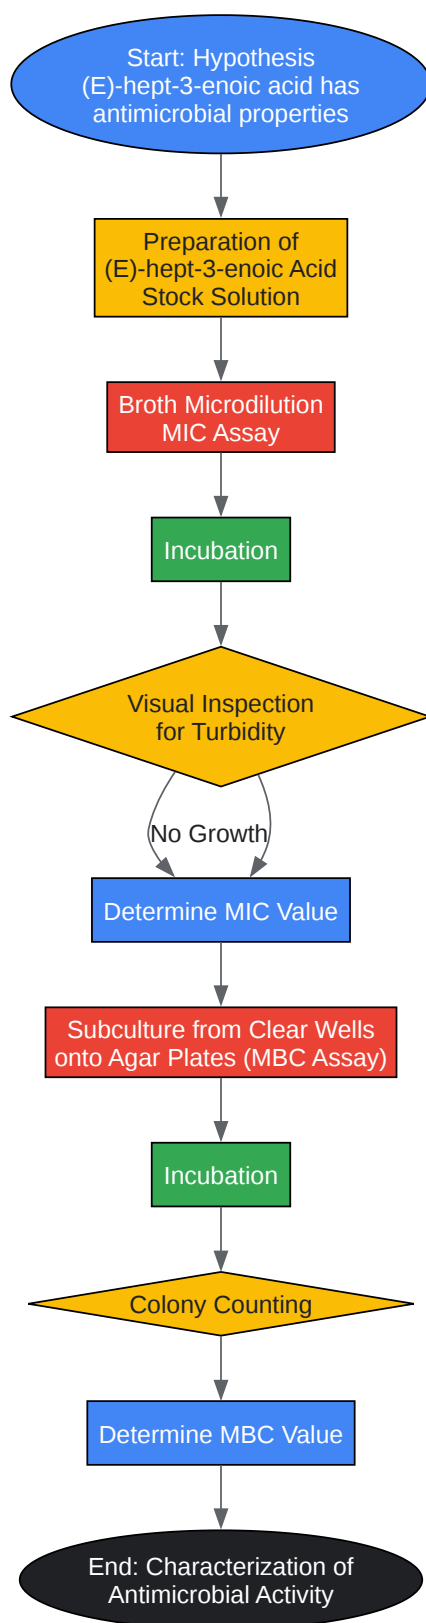 Start: Hypothesis
(E)-hept-3-enoic acid has
antimicrobial properties
Preparation of
(E)-hept-3-enoic Acid
Stock Solution
Broth Microdilution
MIC Assay
Incubation
Visual Inspection
for Turbidity
No Growth
Determine MIC Value
Subculture from Clear Wells
onto Agar Plates (MBC Assay)
Incubation
Colony Counting
Determine MBC Value
End: Characterization of
Antimicrobial Activity